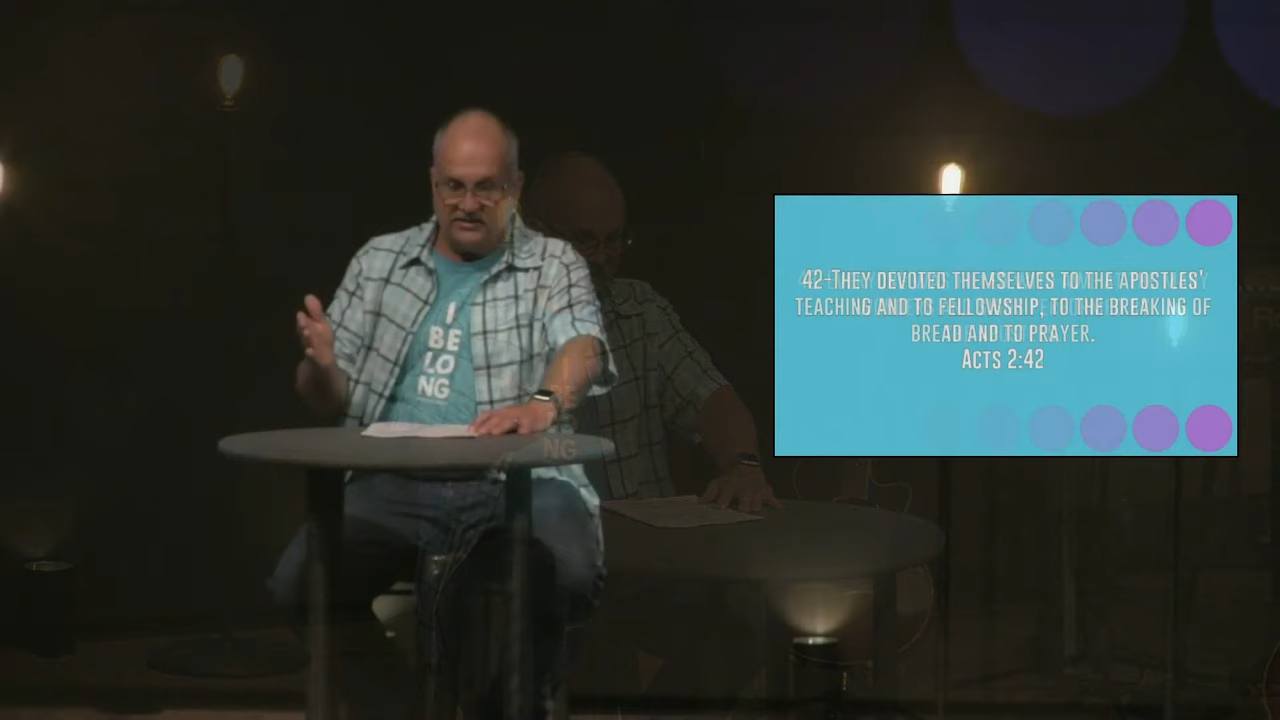 I
BE
LO
NG
NG
42-They devoted themselves to the apostles'
teaching and to fellowship, to the breaking of
bread and to prayer.
Acts 2:42